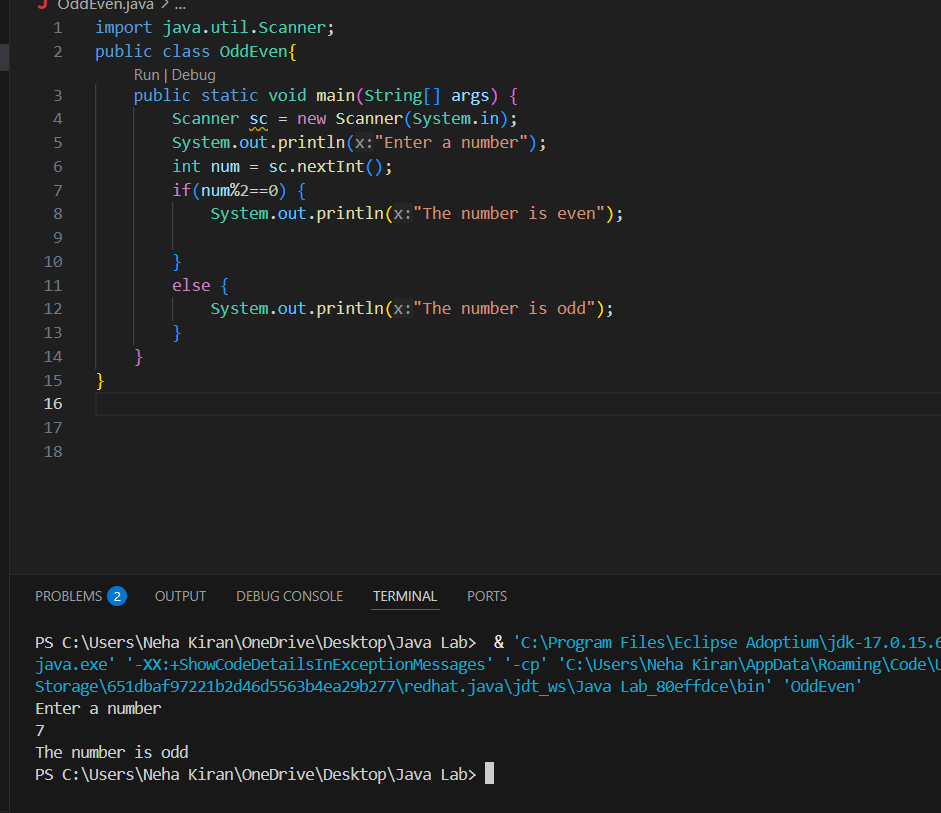 OddEven.java > ...
1 import java.util.Scanner;
2 public class OddEven{
Run | Debug
3 public static void main(String[] args) {
4 Scanner sc = new Scanner(System.in);
5 System.out.println(x:"Enter a number");
6 int num = sc.nextInt();
7 if(num%2==0) {
8 System.out.println(x:"The number is even");
9
10 }
11 else {
12 System.out.println(x:"The number is odd");
13 }
14 }
15 }
16
17
18
PROBLEMS 2 OUTPUT DEBUG CONSOLE TERMINAL PORTS
PS C:\Users\Neha Kiran\OneDrive\Desktop\Java Lab>  & 'C:\Program Files\Eclipse Adoptium\jdk-17.0.15.6
java.exe' '-XX:+ShowCodeDetailsInExceptionMessages' '-cp' 'C:\Users\Neha Kiran\AppData\Roaming\Code\U
Storage\651dbaf97221b2d46d5563b4ea29b277\redhat.java\jdt_ws\Java Lab_80effdce\bin' 'OddEven'
Enter a number
7
The number is odd
PS C:\Users\Neha Kiran\OneDrive\Desktop\Java Lab>